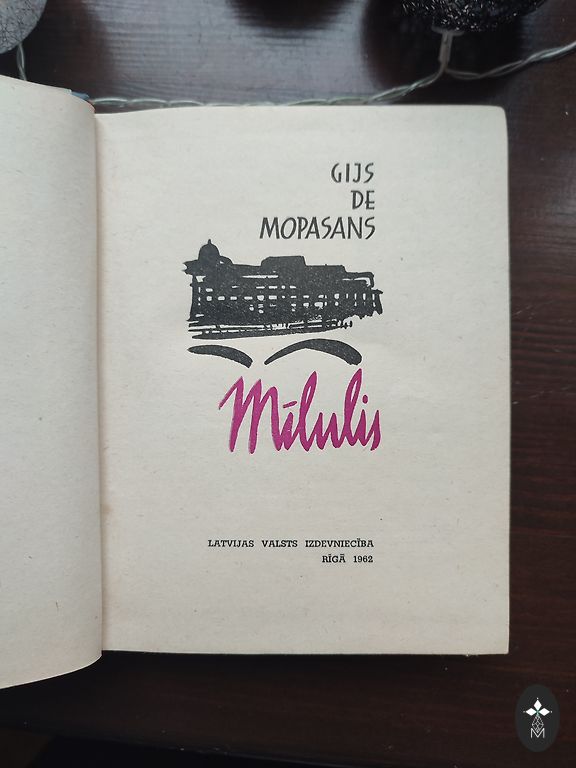 GIJS
DE
MOPASANS
Mīlulis
LATVIJAS VALSTS IZDEVNIECĪBA
RĪGĀ 1962
M